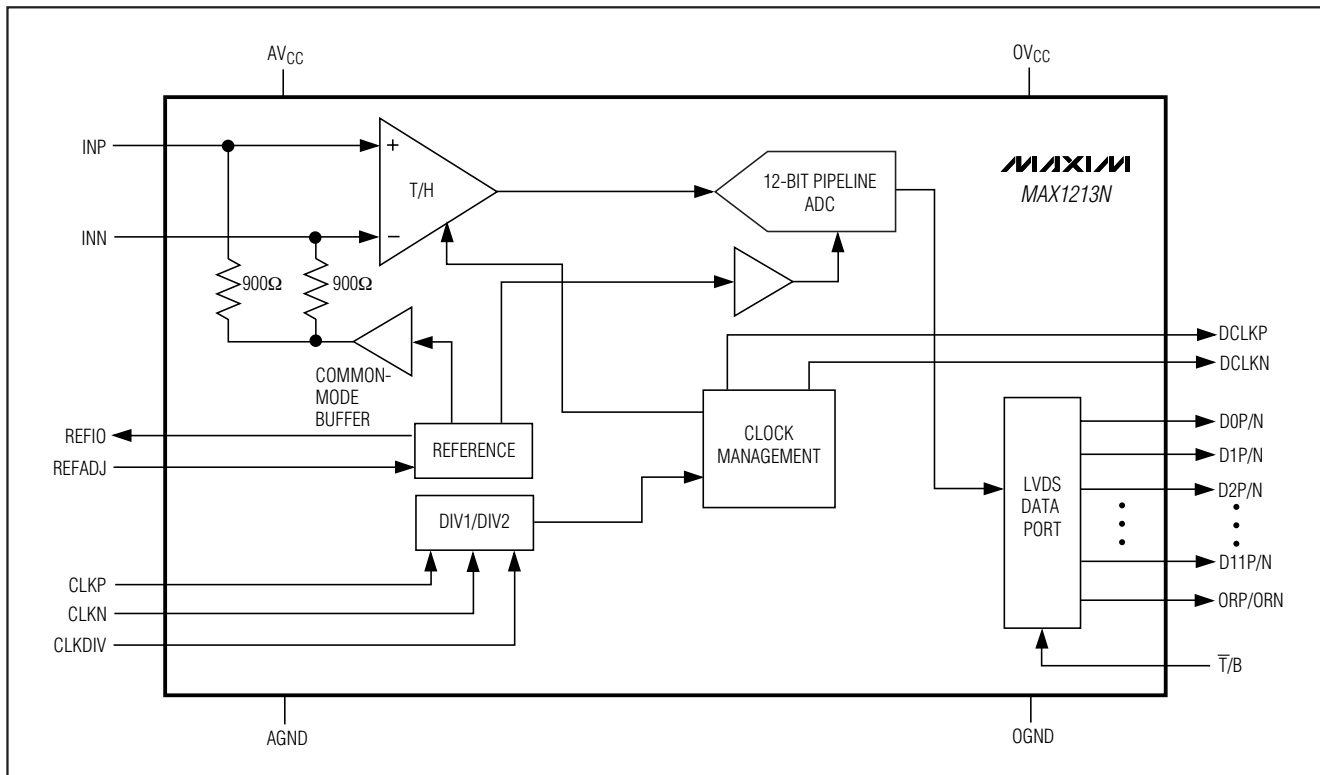 AVCC
OVCC
INP
+
T/H
12-BIT PIPELINE
ADC
MAXIM
MAX1213N
INN
−
900Ω
900Ω
DCLKP
DCLKN
COMMON-
MODE
BUFFER
REFIO
REFADJ
REFERENCE
CLOCK
MANAGEMENT
D0P/N
D1P/N
D2P/N
D11P/N
ORP/ORN
LVDS
DATA
PORT
DIV1/DIV2
CLKP
CLKN
CLKDIV
T̅/B
AGND
OGND